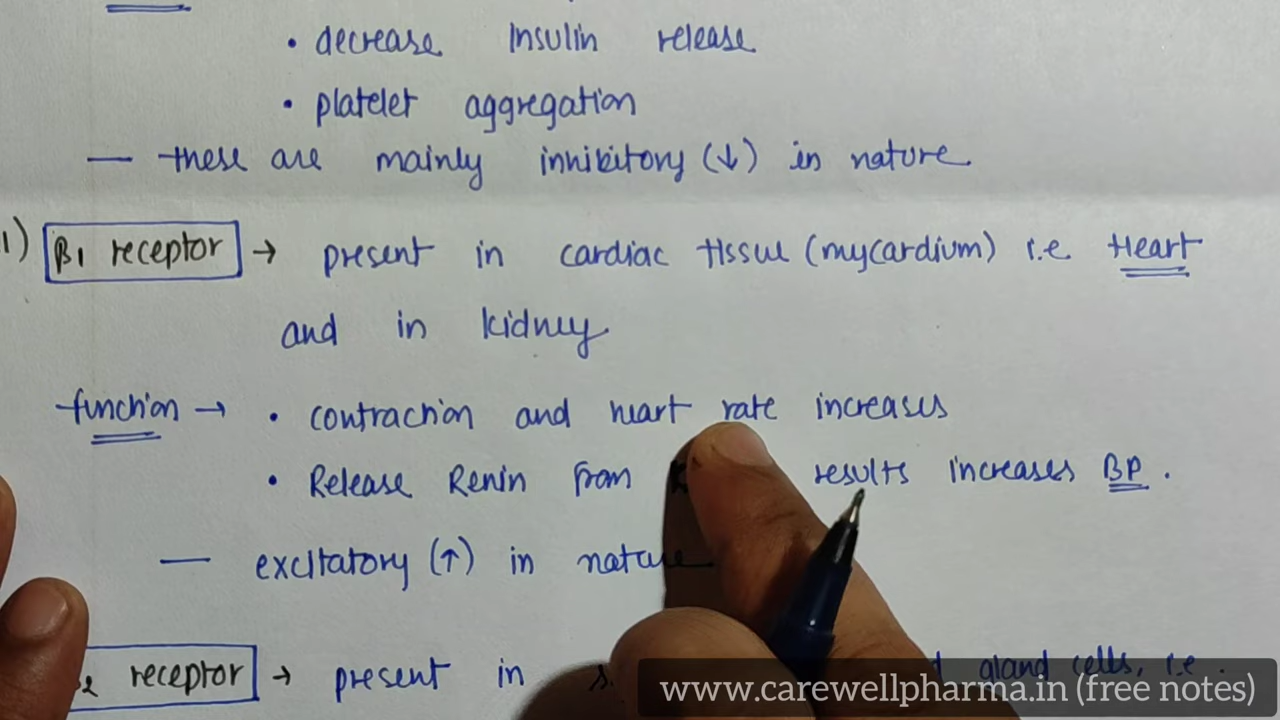 • decrease Insulin release
• platelet aggregation
— these are mainly inhibitory (↓) in nature.
1) β1 receptor → present in cardiac tissue (mycardium) i.e Heart
and in kidney
function → • contraction and heart rate increases
• Release Renin from results increases BP.
— excitatory (↑) in nature
2 receptor → present in gland cells, i.e.
www.carewellpharma.in (free notes)